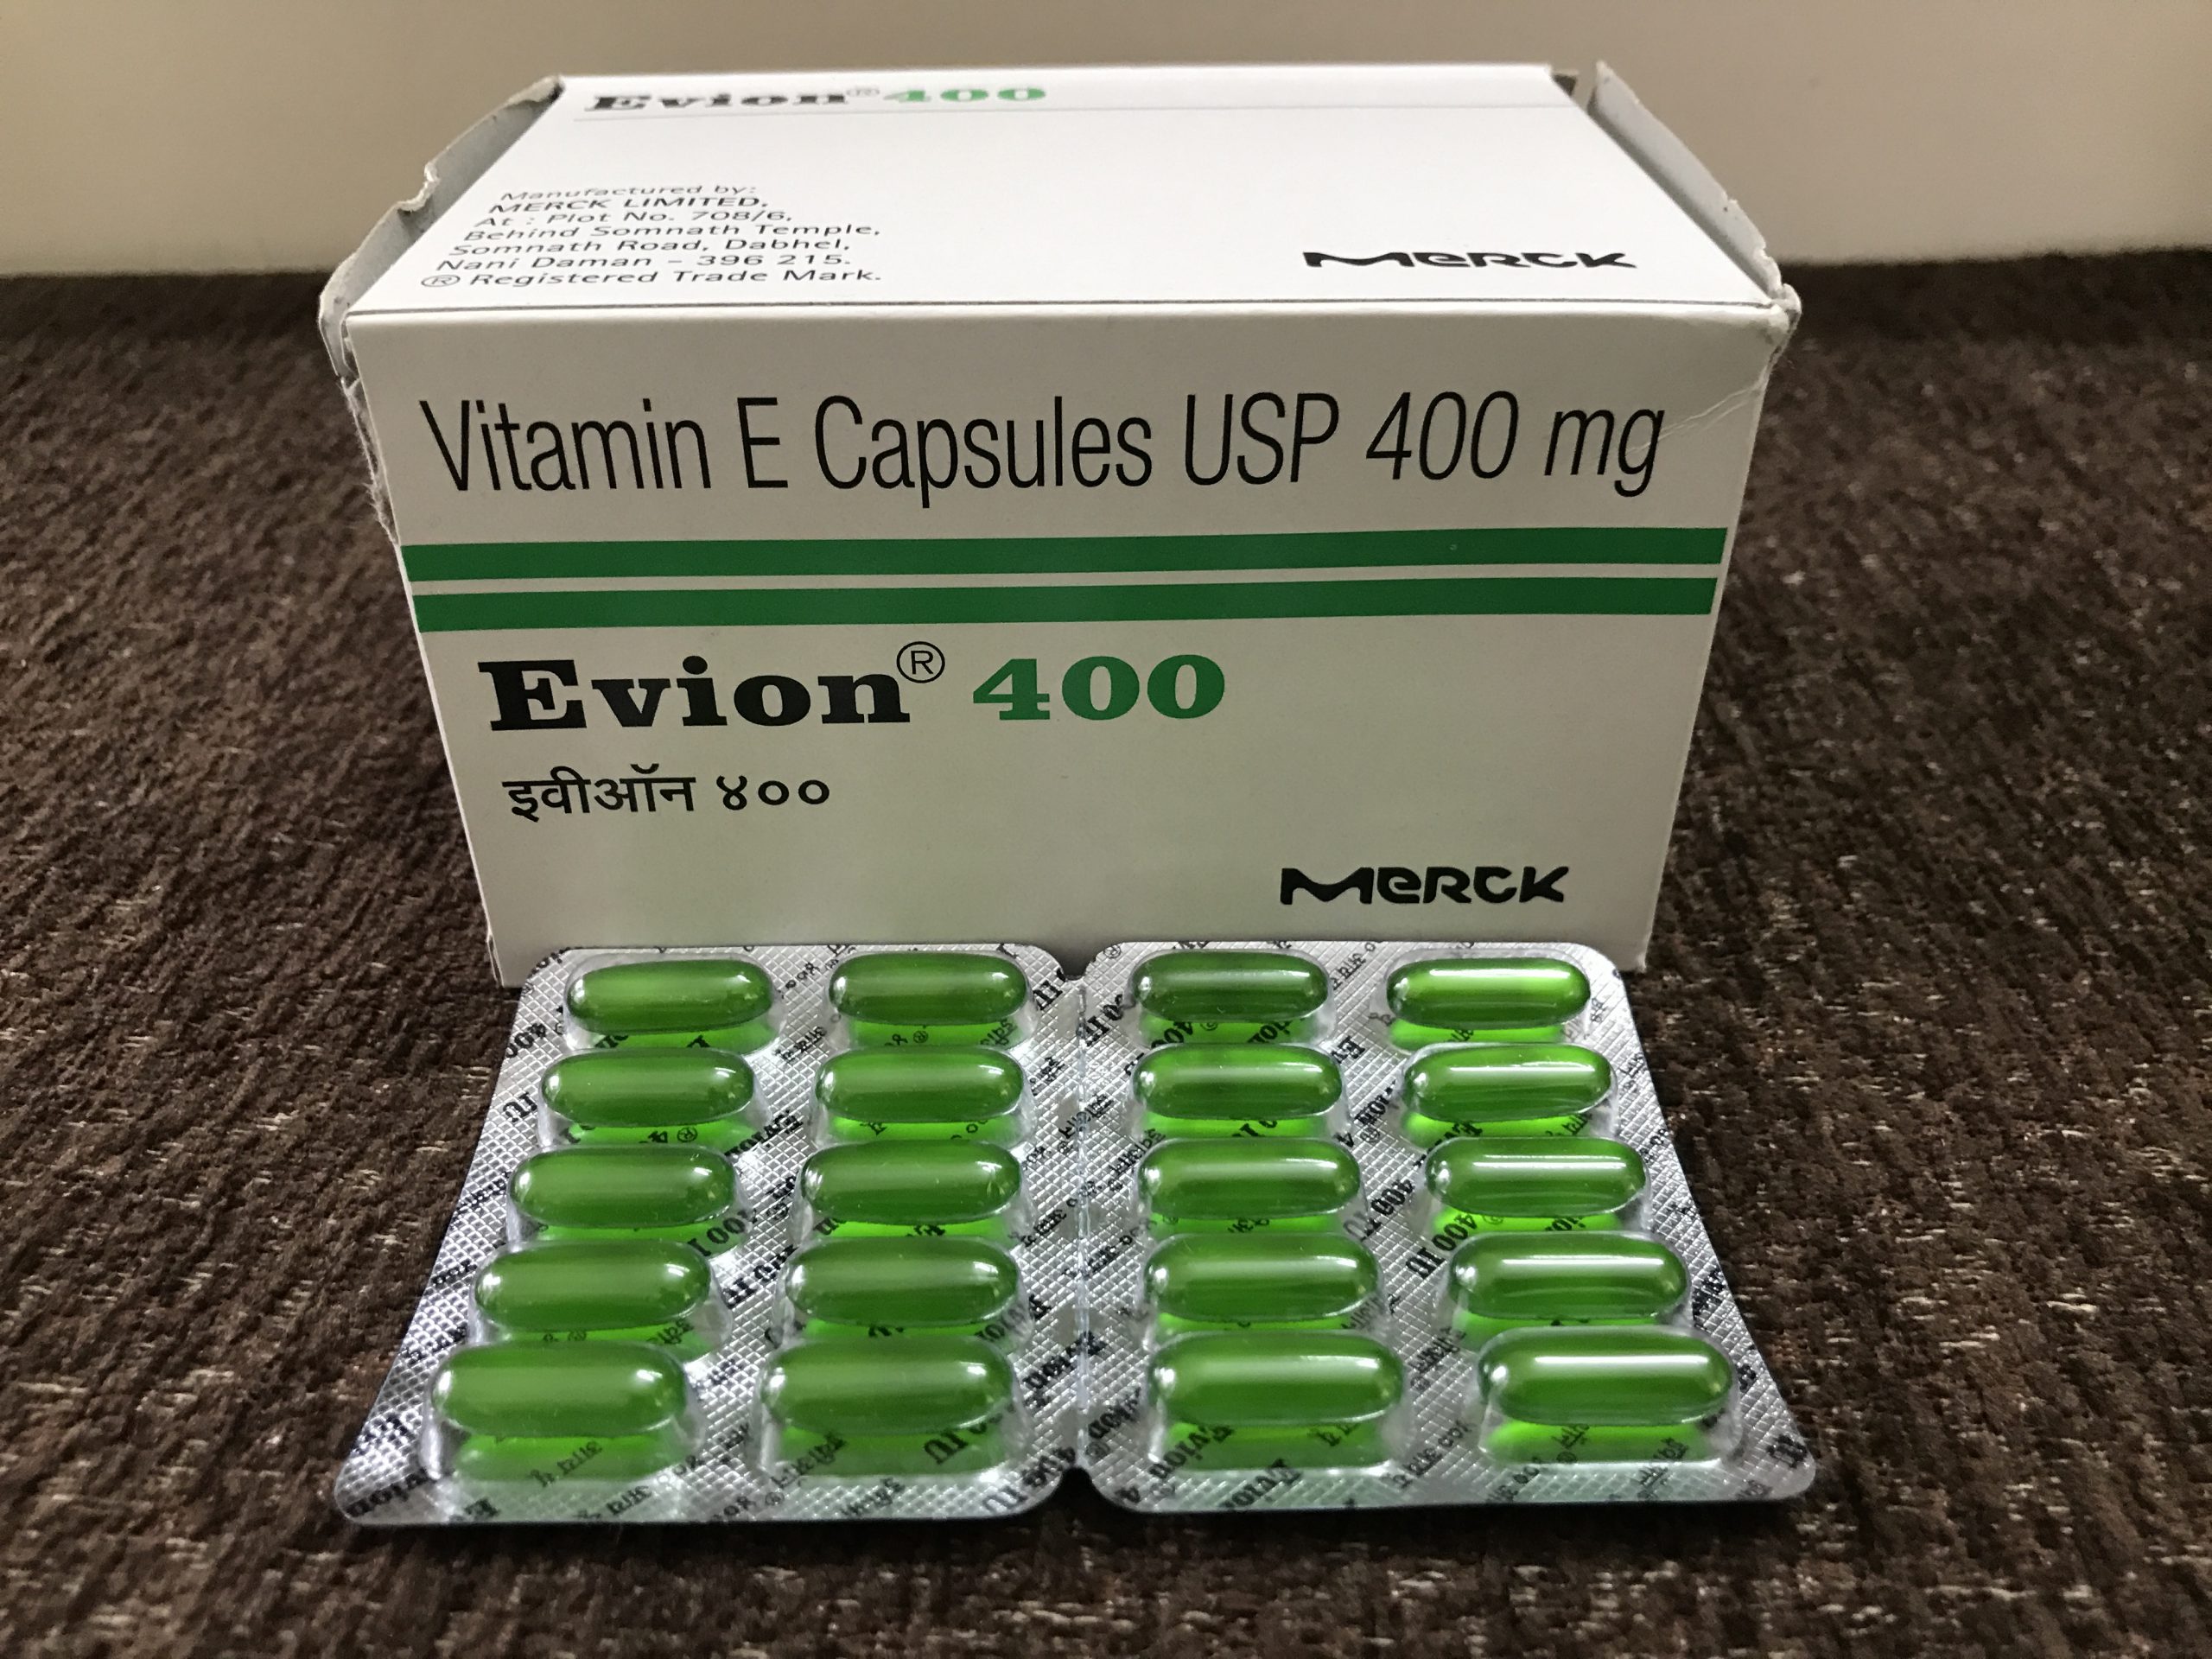 Evion® 400
Manufactured by:
MERCK LIMITED,
At : Plot No. 708/6,
Behind Somnath Temple,
Somnath Road, Dabhel,
Nani Daman – 396 215.
® Registered Trade Mark.
MERCK
Vitamin E Capsules USP 400 mg
Evion® 400
इवीऑन ४००
MERCK